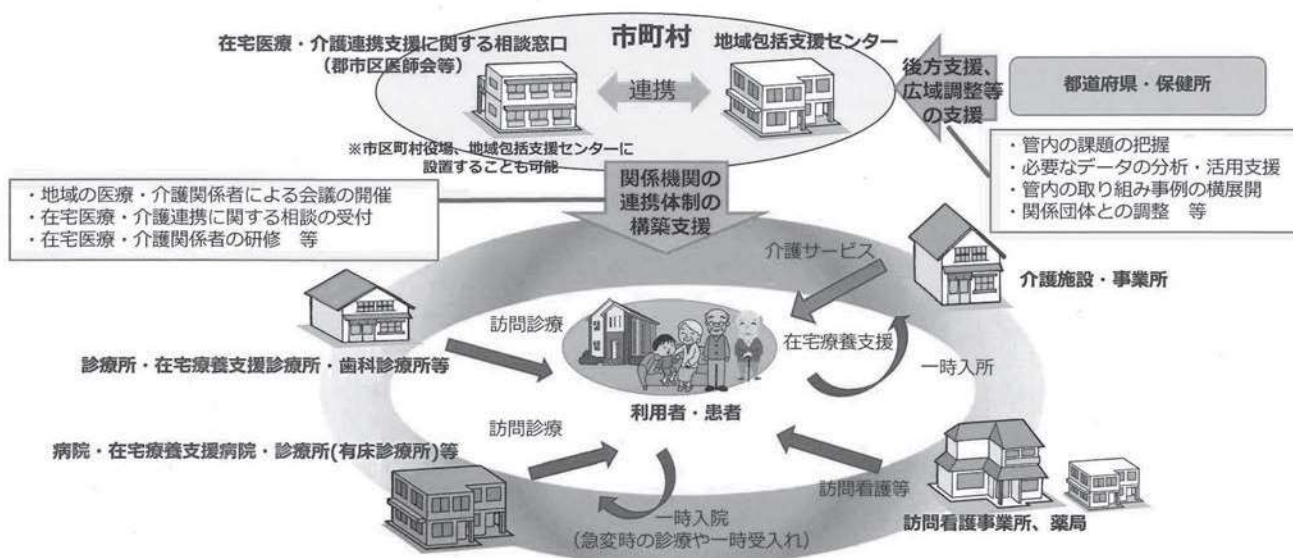 市町村
在宅医療・介護連携支援に関する相談窓口
（郡市区医師会等）
地域包括支援センター
連携
※市区町村役場、地域包括支援センターに
設置することも可能
後方支援、
広域調整等
の支援
都道府県・保健所
・管内の課題の把握
・必要なデータの分析・活用支援
・管内の取り組み事例の横展開
・関係団体との調整　等
・地域の医療・介護関係者による会議の開催
・在宅医療・介護連携に関する相談の受付
・在宅医療・介護関係者の研修　等
関係機関の
連携体制の
構築支援
介護サービス
介護施設・事業所
訪問診療
在宅療養支援
一時入所
診療所・在宅療養支援診療所・歯科診療所等
利用者・患者
訪問診療
病院・在宅療養支援病院・診療所(有床診療所)等
訪問看護等
一時入院
（急変時の診療や一時受入れ）
訪問看護事業所、薬局